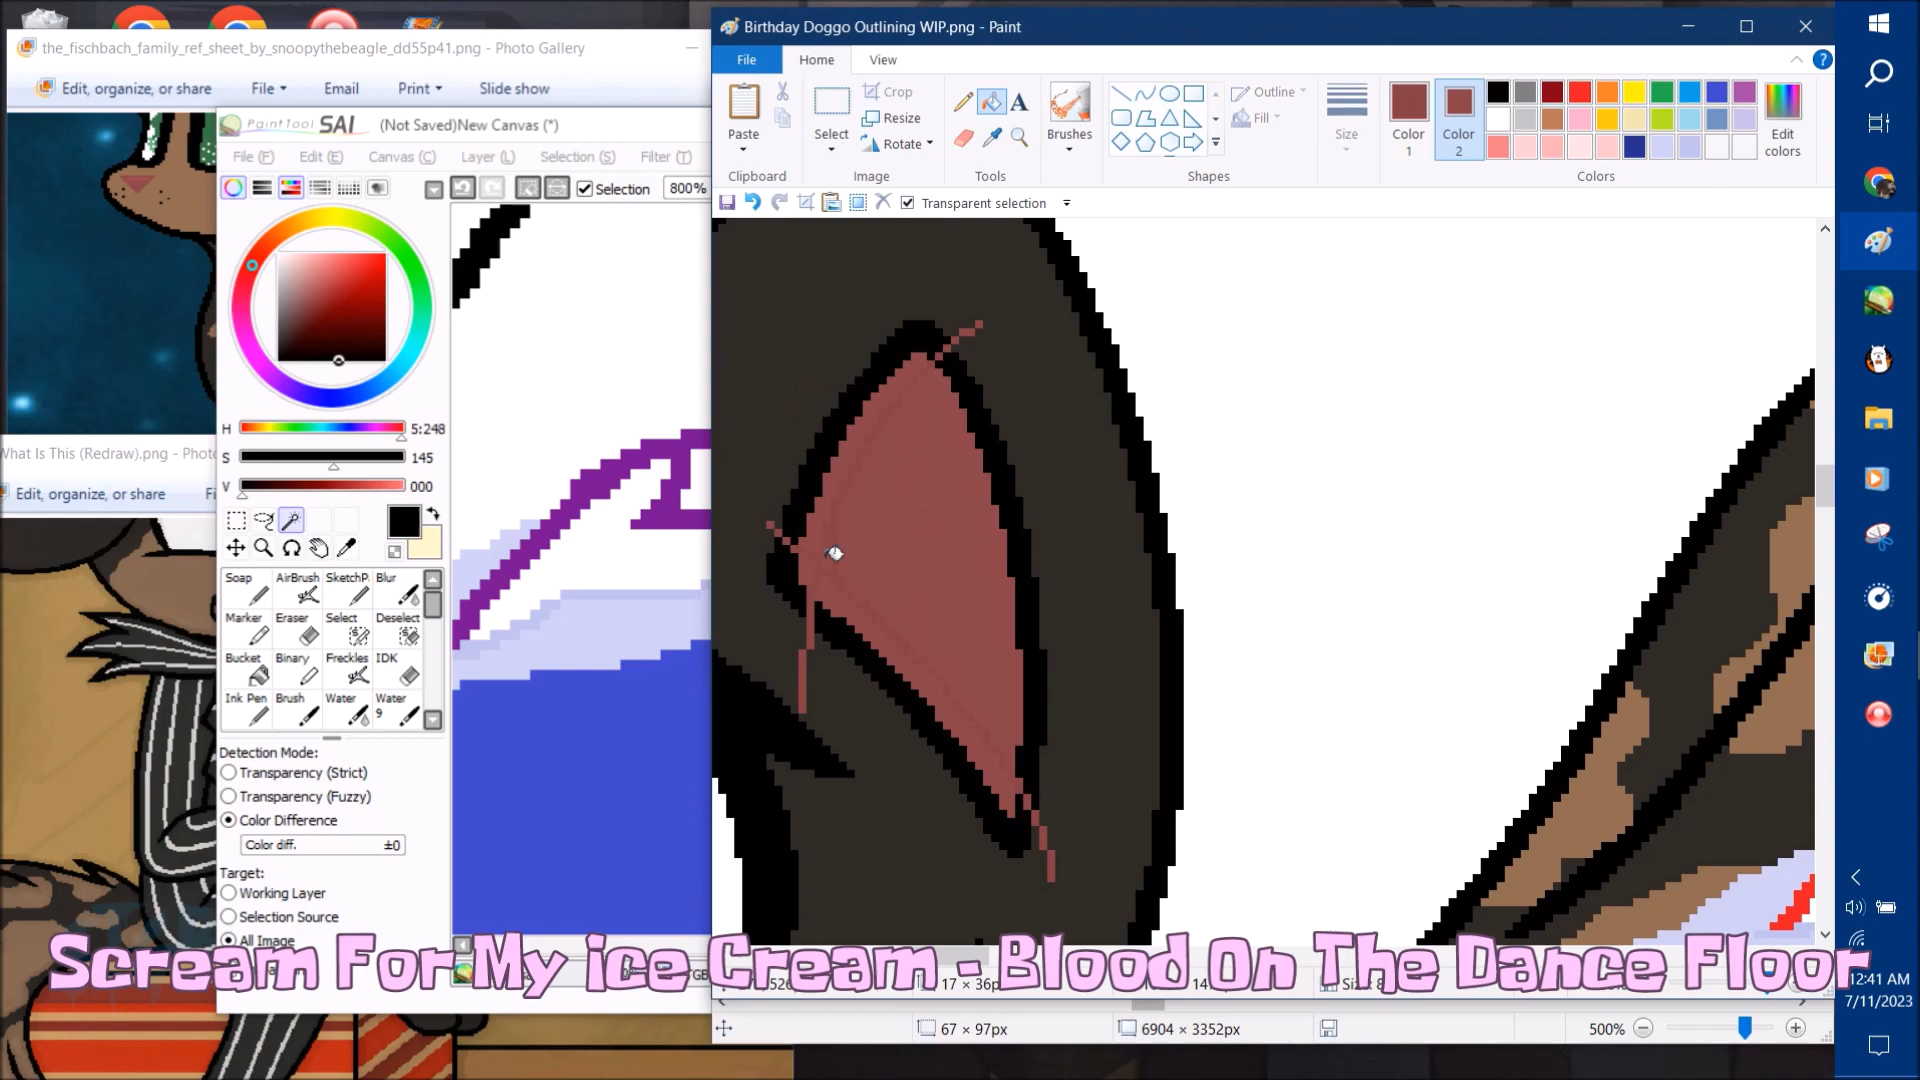 Birthday Doggo Outlining WIP.png - Paint
the_fischbach_family_ref_sheet_by_snoopythebeagle_dd55p41.png - Photo Gallery
File
Home
View
Edit, organize, or share
File
Email
Print
Slide show
Crop
Resize
Rotate
Paste
Select
Brushes
Outline
Fill
Size
Color
1
Color
2
Edit
colors
Clipboard
Image
Tools
Shapes
Colors
PaintTool SAI
(Not Saved)New Canvas (*)
File (F)
Edit (E)
Canvas (C)
Layer (L)
Selection (S)
Filter (T)
Selection
800%
Transparent selection
H
5:248
S
145
V
000
What Is This (Redraw).png - Photo
Edit, organize, or share
Soap
AirBrush
SketchP
Blur
Marker
Eraser
Select
Deselect
Bucket
Binary
Freckles
IDK
Ink Pen
Brush
Water
Water
9
Detection Mode:
Transparency (Strict)
Transparency (Fuzzy)
Color Difference
Color diff.
±0
Target:
Working Layer
Selection Source
All Image
Scream For My ice Cream - Blood On The Dance Floor
17 × 36px
12:41 AM
7/11/2023
67 × 97px
6904 × 3352px
500%